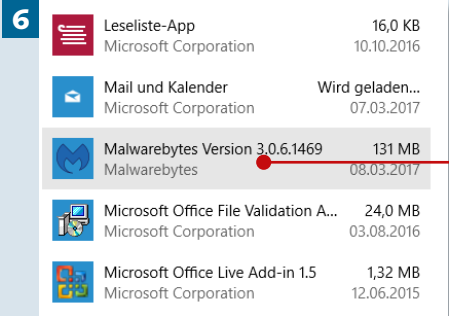 6
Leseliste-App 16,0 KB
Microsoft Corporation 10.10.2016
Mail und Kalender Wird geladen...
Microsoft Corporation 07.03.2017
Malwarebytes Version 3.0.6.1469 131 MB
Malwarebytes 08.03.2017
Microsoft Office File Validation A... 24,0 MB
Microsoft Corporation 03.08.2016
Microsoft Office Live Add-in 1.5 1,32 MB
Microsoft Corporation 12.06.2015